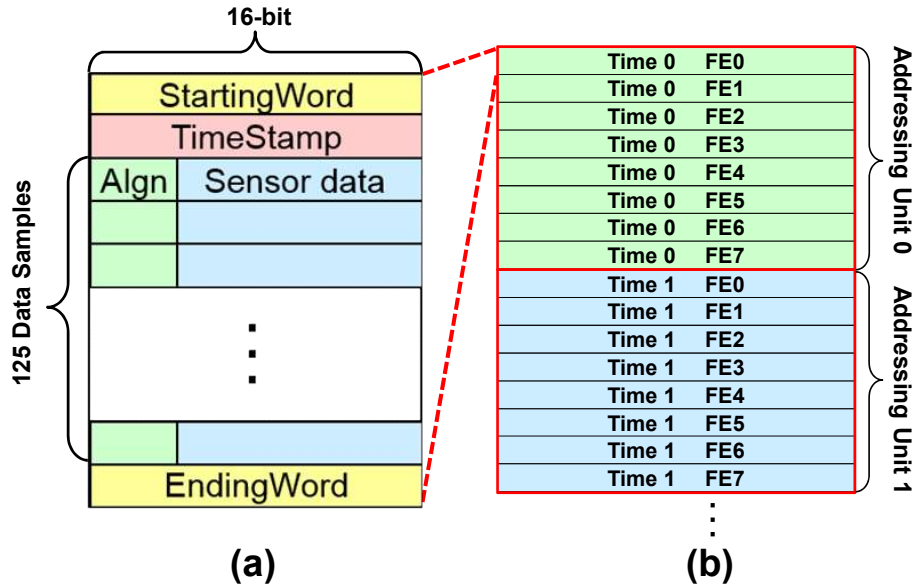 16-bit
StartingWord
TimeStamp
Algn Sensor data
125 Data Samples
EndingWord
(a)
Time 0 FE0
Time 0 FE1
Time 0 FE2
Time 0 FE3
Time 0 FE4
Time 0 FE5
Time 0 FE6
Time 0 FE7
Addressing Unit 0
Time 1 FE0
Time 1 FE1
Time 1 FE2
Time 1 FE3
Time 1 FE4
Time 1 FE5
Time 1 FE6
Time 1 FE7
Addressing Unit 1
(b)